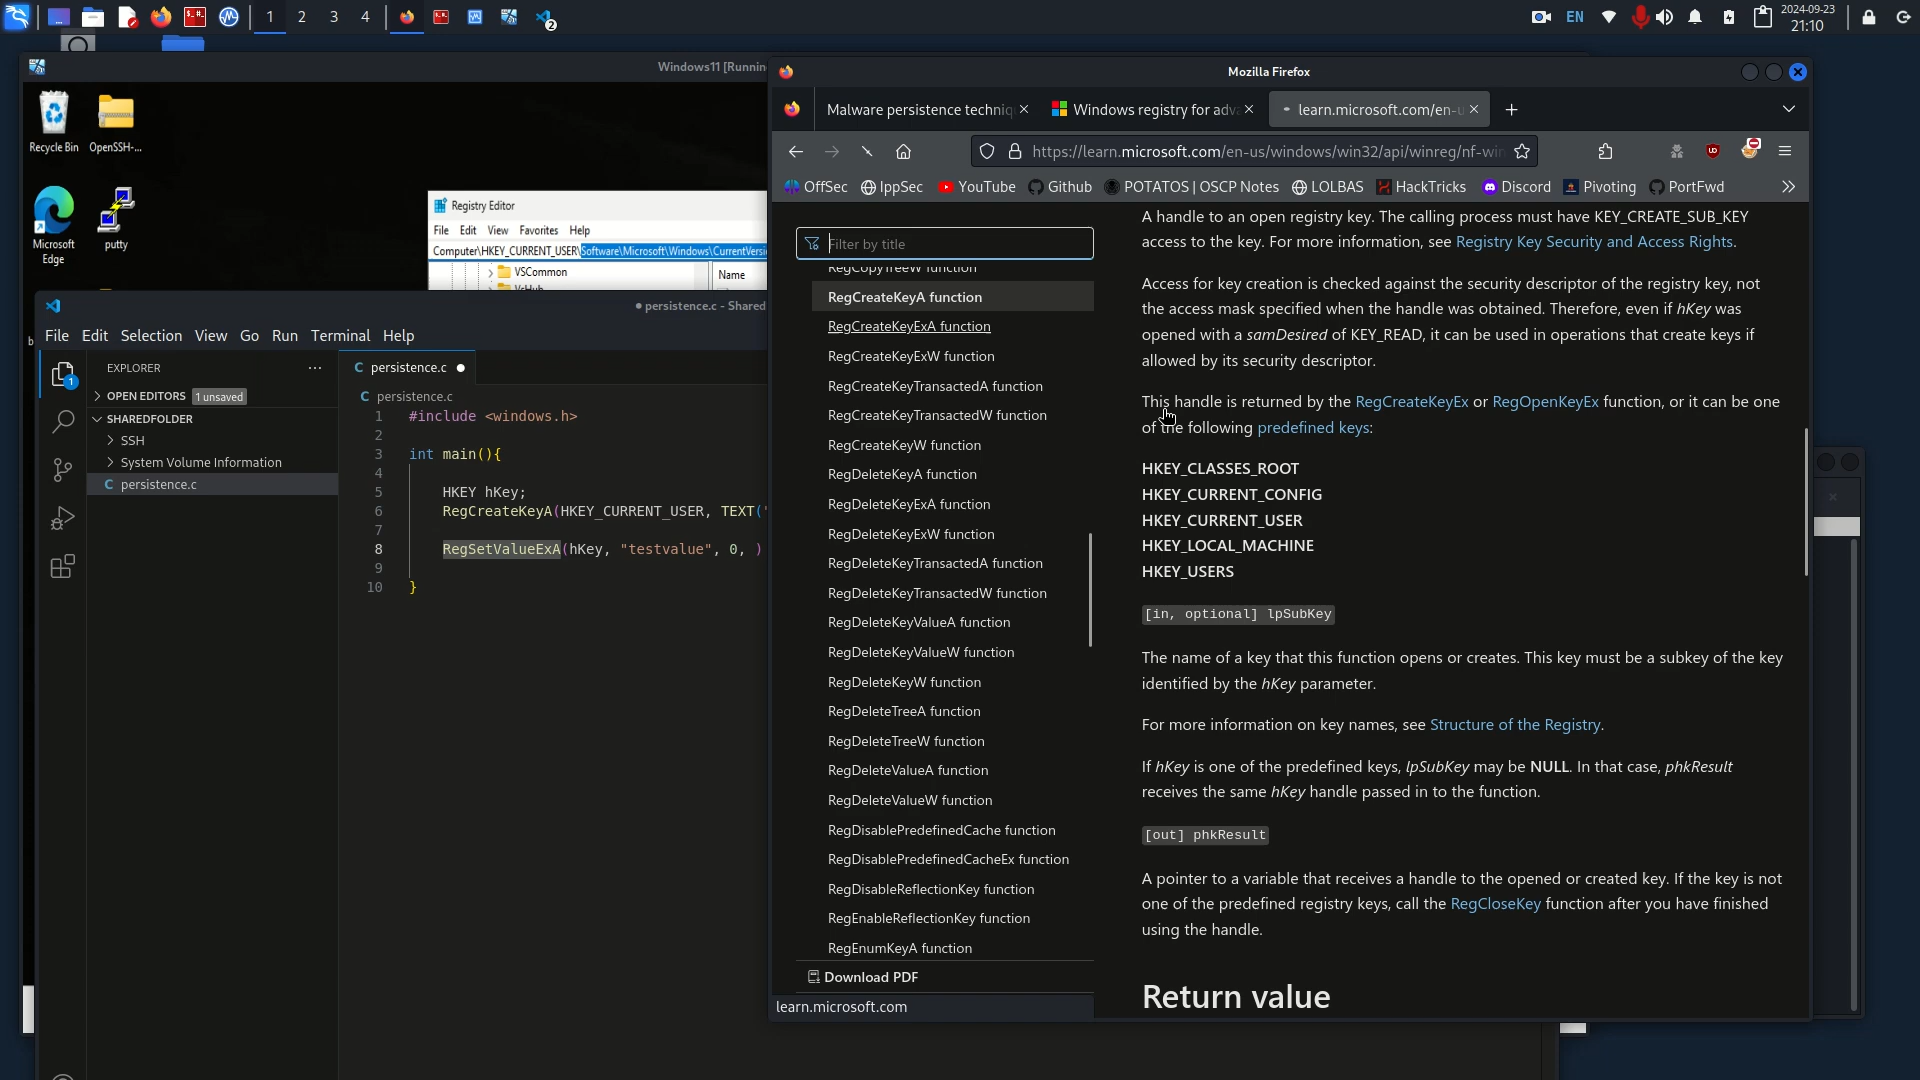 1
2
3
4
2
EN
2024-09-23
21:10
Windows11 [Runnin
Recycle Bin
OpenSSH-...
Microsoft
Edge
putty
Registry Editor
File Edit View Favorites Help
Computer\HKEY_CURRENT_USER\Software\Microsoft\Windows\CurrentVersi
VSCommon
VsHub
Name
persistence.c - Shared
File Edit Selection View Go Run Terminal Help
EXPLORER
1
OPEN EDITORS 1 unsaved
SHAREDFOLDER
SSH
System Volume Information
C persistence.c
C persistence.c
C persistence.c
1 #include <windows.h>
2
3 int main(){
4
5 HKEY hKey;
6 RegCreateKeyA(HKEY_CURRENT_USER, TEXT("
7
8 RegSetValueExA(hKey, "testvalue", 0, )
9
10 }
Mozilla Firefox
Malware persistence techniq
Windows registry for adva
learn.microsoft.com/en-u
https://learn.microsoft.com/en-us/windows/win32/api/winreg/nf-win
OffSec IppSec YouTube Github POTATOS | OSCP Notes LOLBAS HackTricks Discord Pivoting PortFwd
Filter by title
RegCopyTreeW function
RegCreateKeyA function
RegCreateKeyExA function
RegCreateKeyExW function
RegCreateKeyTransactedA function
RegCreateKeyTransactedW function
RegCreateKeyW function
RegDeleteKeyA function
RegDeleteKeyExA function
RegDeleteKeyExW function
RegDeleteKeyTransactedA function
RegDeleteKeyTransactedW function
RegDeleteKeyValueA function
RegDeleteKeyValueW function
RegDeleteKeyW function
RegDeleteTreeA function
RegDeleteTreeW function
RegDeleteValueA function
RegDeleteValueW function
RegDisablePredefinedCache function
RegDisablePredefinedCacheEx function
RegDisableReflectionKey function
RegEnableReflectionKey function
RegEnumKeyA function
Download PDF
learn.microsoft.com
A handle to an open registry key. The calling process must have KEY_CREATE_SUB_KEY
access to the key. For more information, see Registry Key Security and Access Rights.
Access for key creation is checked against the security descriptor of the registry key, not
the access mask specified when the handle was obtained. Therefore, even if hKey was
opened with a samDesired of KEY_READ, it can be used in operations that create keys if
allowed by its security descriptor.
This handle is returned by the RegCreateKeyEx or RegOpenKeyEx function, or it can be one
of the following predefined keys:
HKEY_CLASSES_ROOT
HKEY_CURRENT_CONFIG
HKEY_CURRENT_USER
HKEY_LOCAL_MACHINE
HKEY_USERS
[in, optional] lpSubKey
The name of a key that this function opens or creates. This key must be a subkey of the key
identified by the hKey parameter.
For more information on key names, see Structure of the Registry.
If hKey is one of the predefined keys, lpSubKey may be NULL. In that case, phkResult
receives the same hKey handle passed in to the function.
[out] phkResult
A pointer to a variable that receives a handle to the opened or created key. If the key is not
one of the predefined registry keys, call the RegCloseKey function after you have finished
using the handle.
Return value